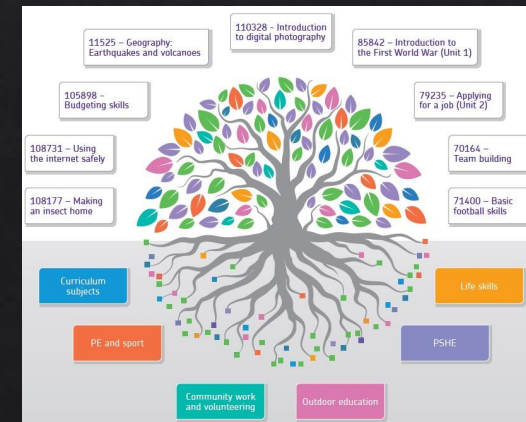 110328 – Introduction
to digital photography
11525 – Geography:
Earthquakes and volcanoes
85842 – Introduction to
the First World War (Unit 1)
105898 –
Budgeting skills
79235 – Applying
for a job (Unit 2)
108731 – Using
the internet safely
70164 –
Team building
108177 – Making
an insect home
71400 – Basic
football skills
Curriculum
subjects
Life skills
PE and sport
PSHE
Community work
and volunteering
Outdoor education